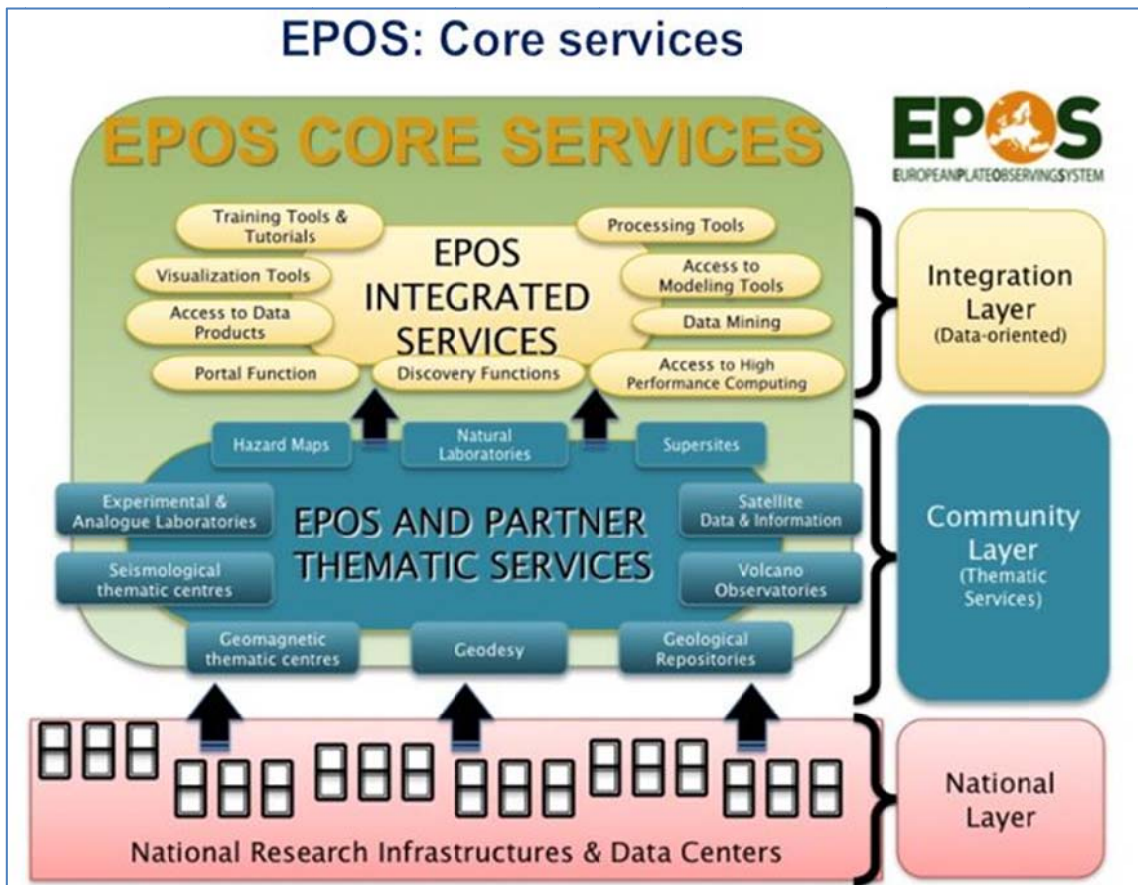 EPOS: Core services
EPOS CORE SERVICES
EPOS
EUROPEANPLATEOBSERVINGSYSTEM
Training Tools &
Tutorials
Processing Tools
EPOS
INTEGRATED
SERVICES
Visualization Tools
Access to
Modeling Tools
Access to Data
Products
Data Mining
Portal Function
Discovery Functions
Access to High
Performance Computing
Integration
Layer
(Data-oriented)
Hazard Maps
Natural
Laboratories
Supersites
Experimental &
Analogue Laboratories
EPOS AND PARTNER
THEMATIC SERVICES
Satellite
Data & Information
Seismological
thematic centres
Volcano
Observatories
Geomagnetic
thematic centres
Geodesy
Geological
Repositories
Community
Layer
(Thematic
Services)
National Research Infrastructures & Data Centers
National
Layer